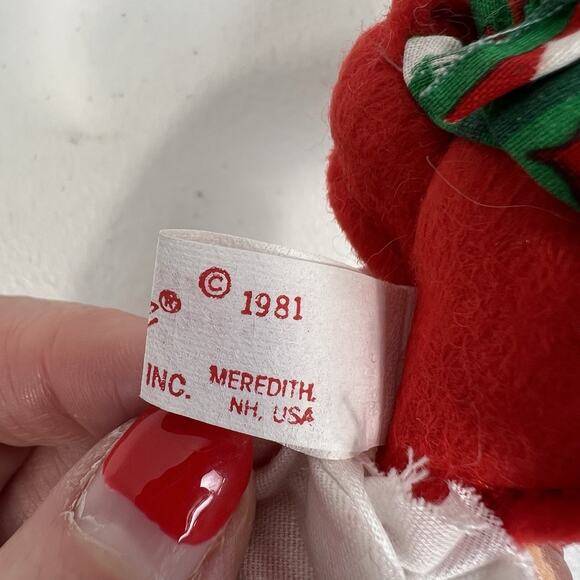 ® © 1981
INC. MEREDITH,
NH, USA